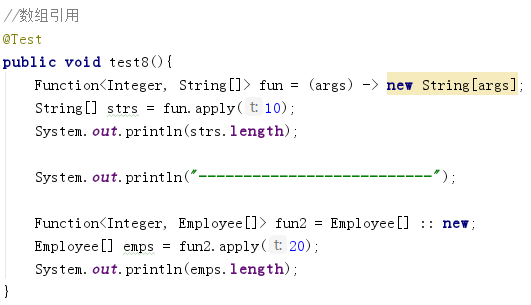 //数组引用
@Test
public void test8(){
Function<Integer, String[]> fun = (args) -> new String[args];
String[] strs = fun.apply( t: 10);
System.out.println(strs.length);
System.out.println("--------------------------");
Function<Integer, Employee[]> fun2 = Employee[] :: new;
Employee[] emps = fun2.apply( t: 20);
System.out.println(emps.length);
}